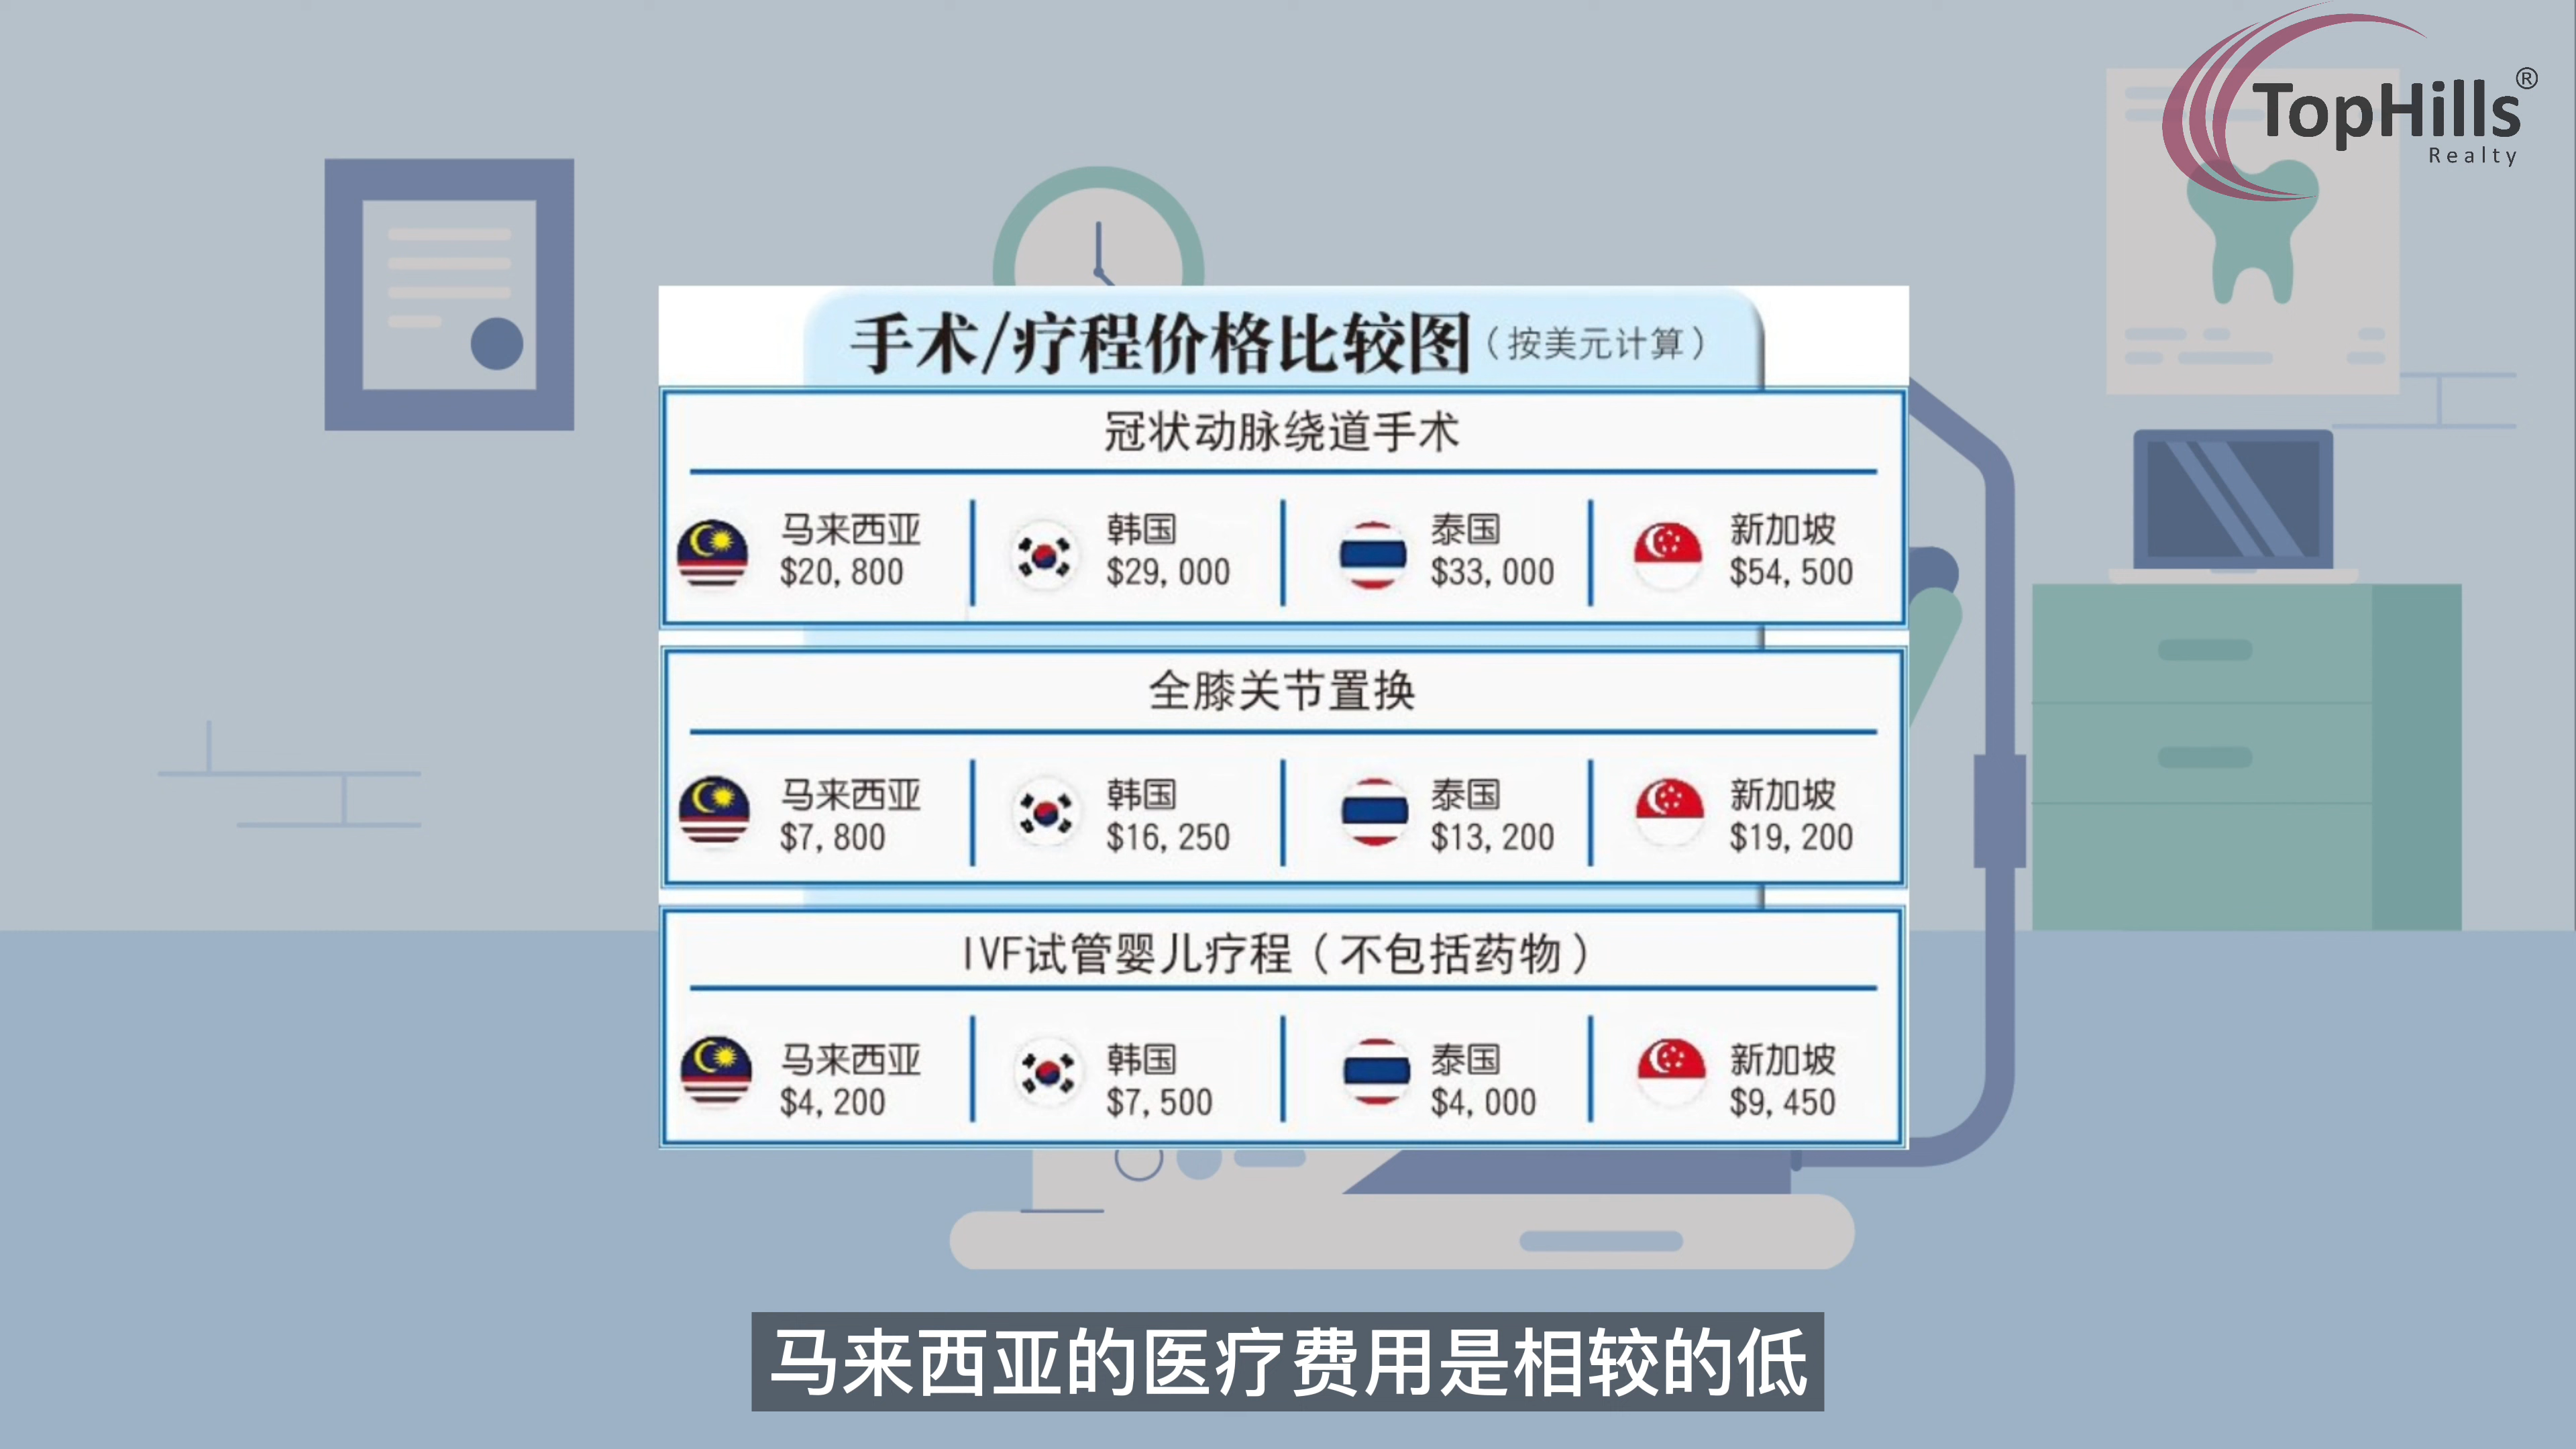 TopHills®
Realty
手术/疗程价格比较图（按美元计算）
冠状动脉绕道手术
马来西亚 韩国 泰国 新加坡
$20,800 $29,000 $33,000 $54,500
全膝关节置换
马来西亚 韩国 泰国 新加坡
$7,800 $16,250 $13,200 $19,200
IVF试管婴儿疗程（不包括药物）
马来西亚 韩国 泰国 新加坡
$4,200 $7,500 $4,000 $9,450
马来西亚的医疗费用是相较的低